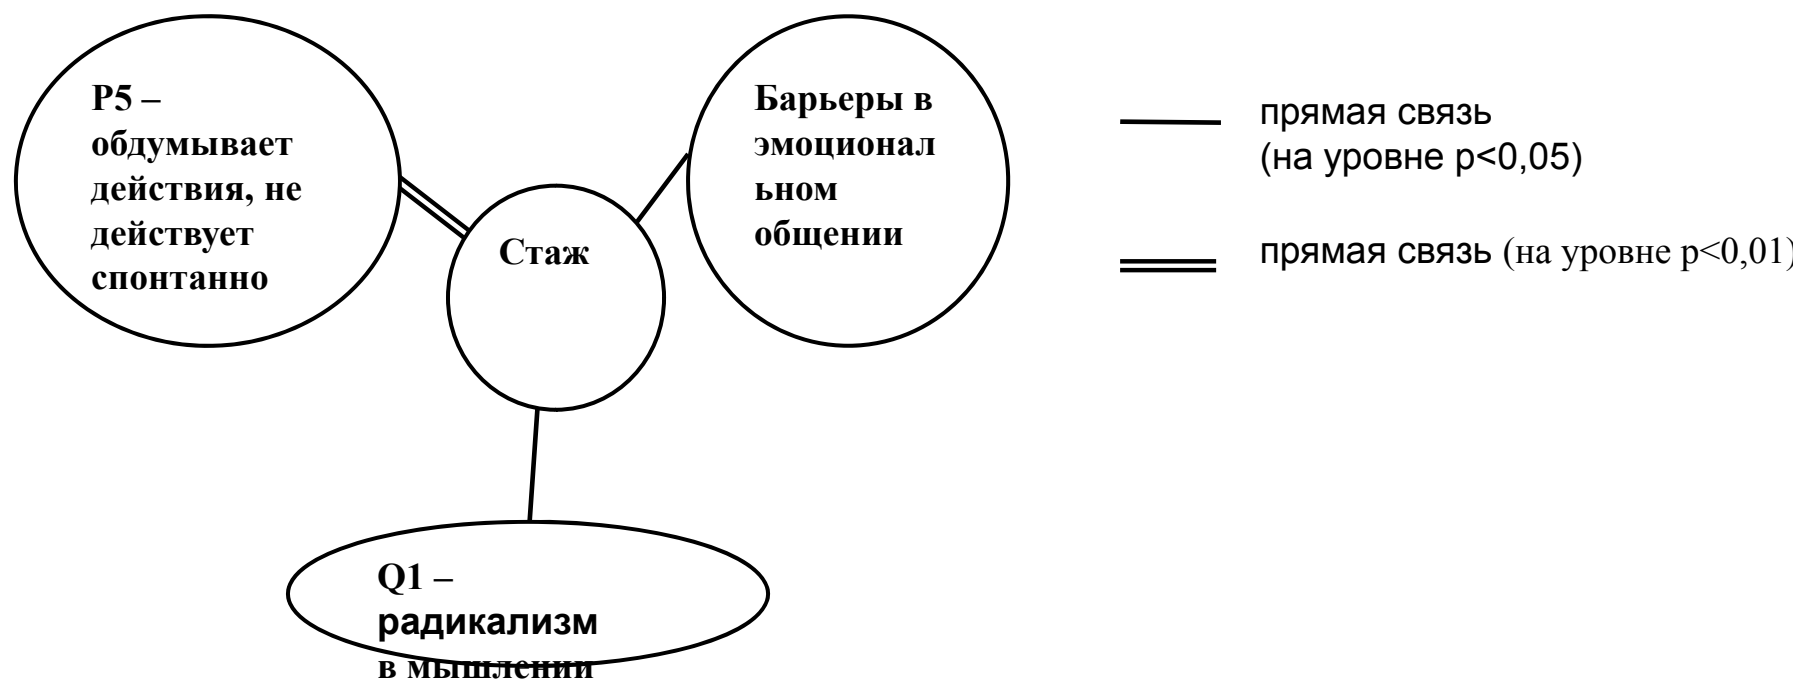 P5 –
обдумывает
действия, не
действует
спонтанно
Барьеры в
эмоционал
ьном
общении
Стаж
Q1 –
радикализм
в мышлении
прямая связь
(на уровне p<0,05)
прямая связь (на уровне p<0,01)